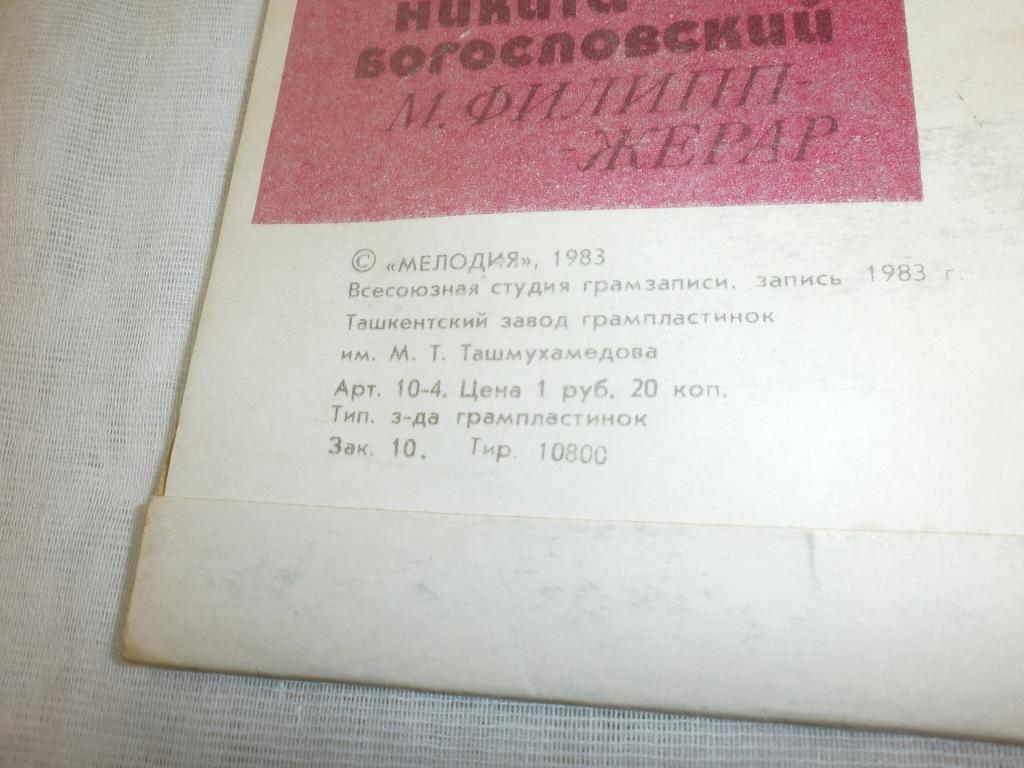 никита
богословский
М. ФИЛИПП-
-ЖЕРАР
© «МЕЛОДИЯ», 1983
Всесоюзная студия грамзаписи. запись 1983 г.
Ташкентский завод грампластинок
им. М. Т. Ташмухамедова
Арт. 10-4. Цена 1 руб. 20 коп.
Тип. з-да грампластинок
Зак. 10. Тир. 10800